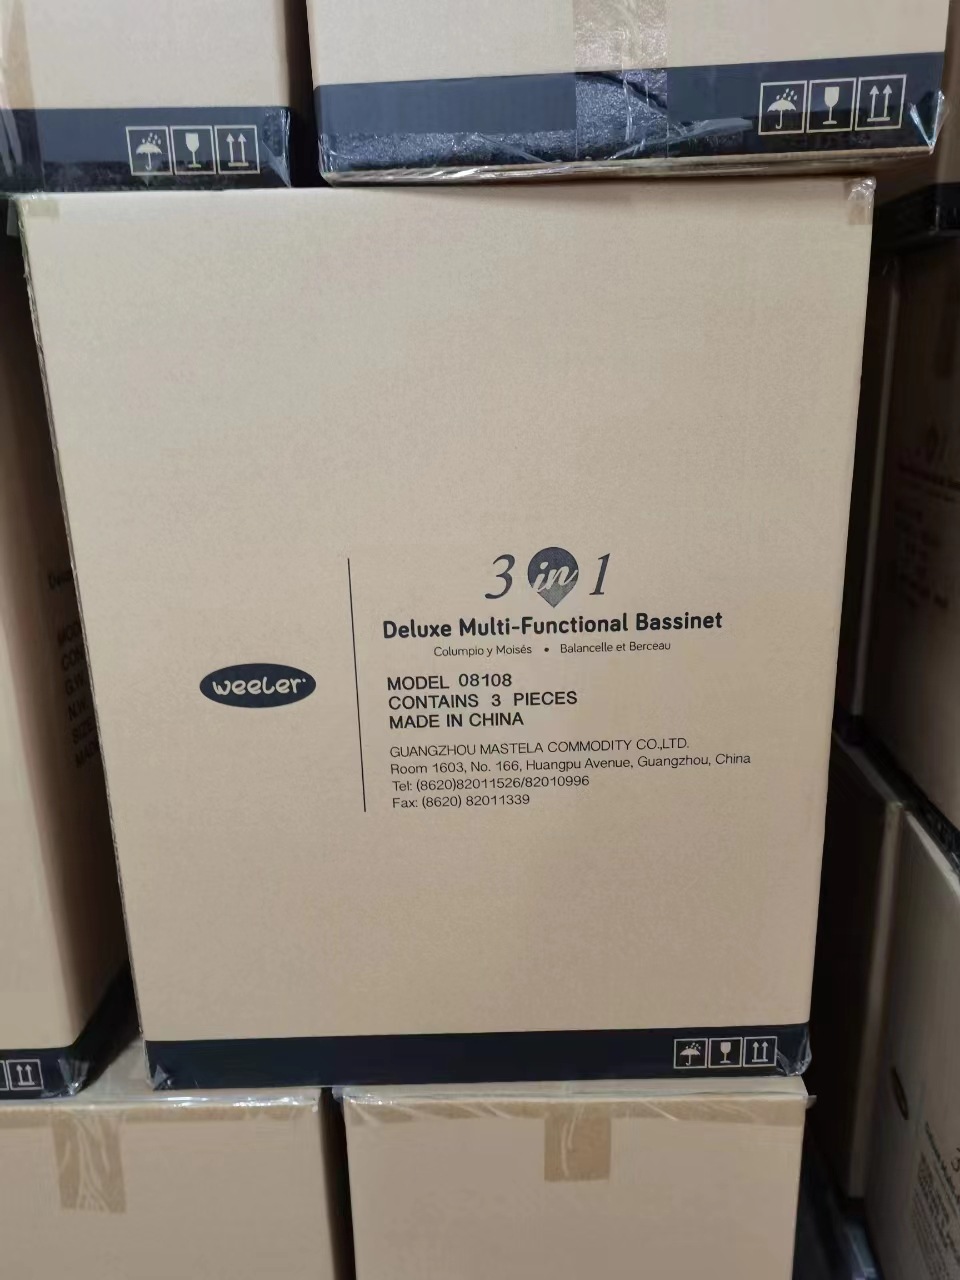 3 in 1
Deluxe Multi-Functional Bassinet
Columpio y Moisés • Balancelle et Berceau
weeler
MODEL 08108
CONTAINS 3 PIECES
MADE IN CHINA
GUANGZHOU MASTELA COMMODITY CO.,LTD.
Room 1603, No. 166, Huangpu Avenue, Guangzhou, China
Tel: (8620)82011526/82010996
Fax: (8620) 82011339